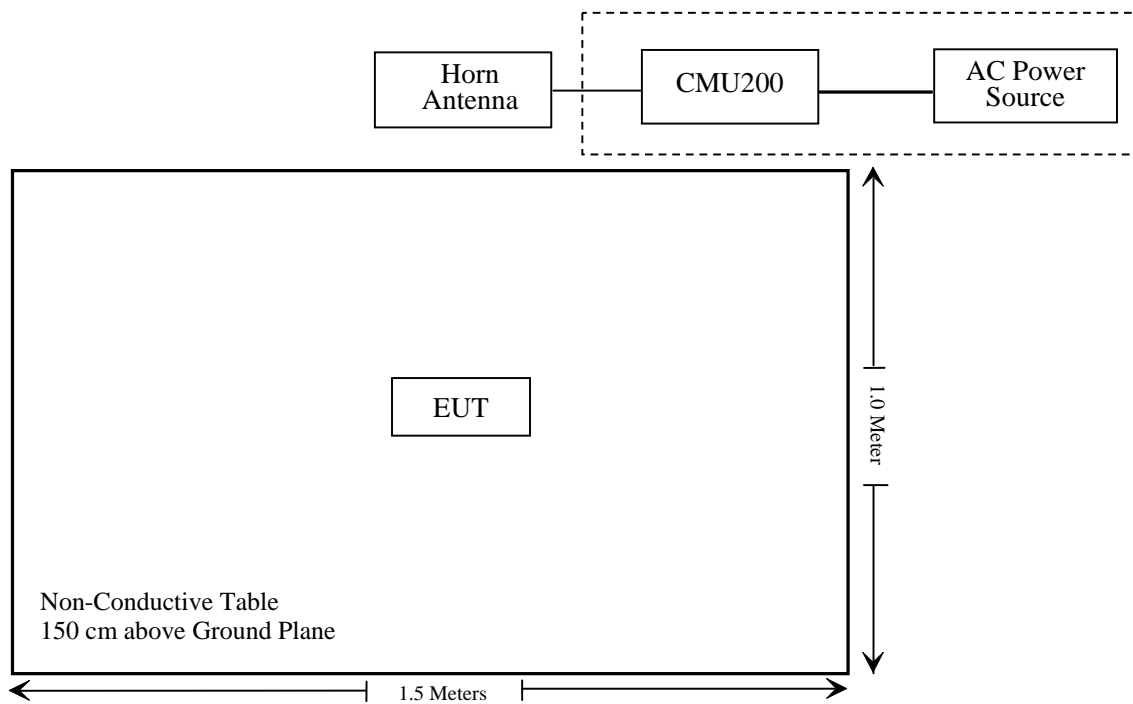 Horn
Antenna
CMU200
AC Power
Source
EUT
1.0 Meter
Non-Conductive Table
150 cm above Ground Plane
1.5 Meters